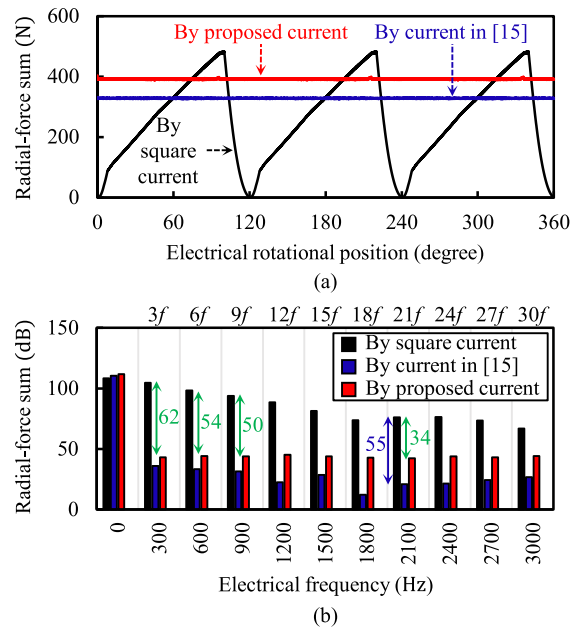 Radial-force sum (N)
600
400
200
0
By proposed current
By current in [15]
By
square
current
0
60
120
180
240
300
360
Electrical rotational position (degree)
(a)
3f
6f
9f
12f
15f
18f
21f
24f
27f
30f
Radial-force sum (dB)
150
100
50
0
By square current
By current in [15]
By proposed current
62
54
50
55
34
0
300
600
900
1200
1500
1800
2100
2400
2700
3000
Electrical frequency (Hz)
(b)